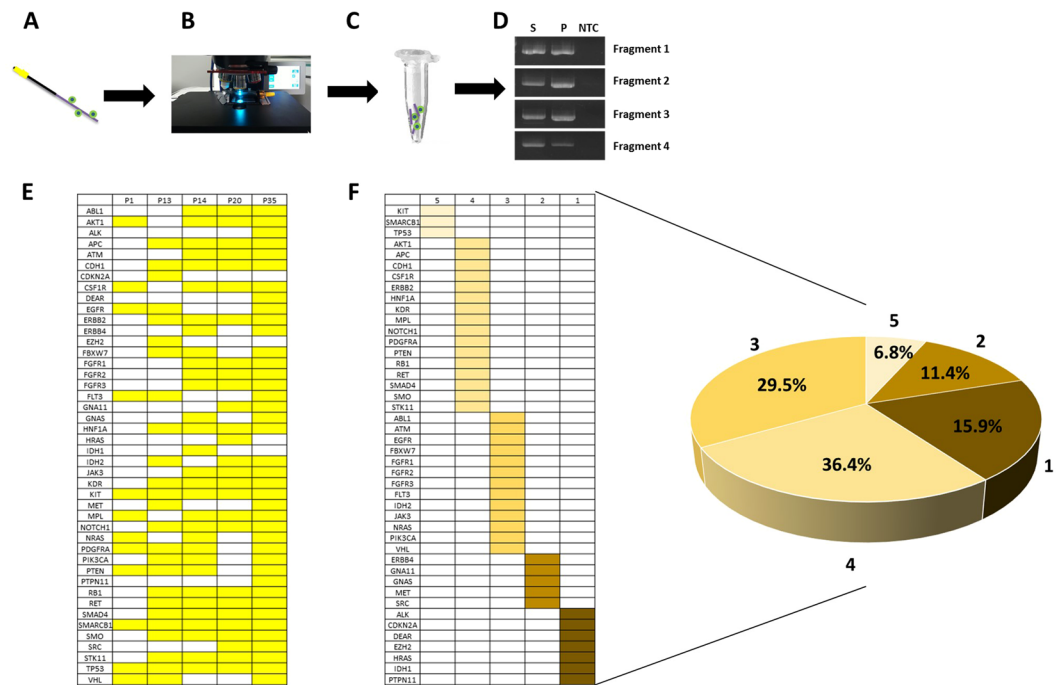 A
B
C
D
S P NTC
Fragment 1
Fragment 2
Fragment 3
Fragment 4
E
P1 P13 P14 P20 P35
ABL1
AKT1
ALK
APC
ATM
CDH1
CDKN2A
CSF1R
DEAR
EGFR
ERBB2
ERBB4
EZH2
FBXW7
FGFR1
FGFR2
FGFR3
FLT3
GNA11
GNAS
HNF1A
HRAS
IDH1
IDH2
JAK3
KDR
KIT
MET
MPL
NOTCH1
NRAS
PDGFRA
PIK3CA
PTEN
PTPN11
RB1
RET
SMAD4
SMARCB1
SMO
SRC
STK11
TP53
VHL
F
5 4 3 2 1
KIT
SMARCB1
TP53
AKT1
APC
CDH1
CSF1R
ERBB2
HNF1A
KDR
MPL
NOTCH1
PDGFRA
PTEN
RB1
RET
SMAD4
SMO
STK11
ABL1
ATM
EGFR
FBXW7
FGFR1
FGFR2
FGFR3
FLT3
IDH2
JAK3
NRAS
PIK3CA
VHL
ERBB4
GNA11
GNAS
MET
SRC
ALK
CDKN2A
DEAR
EZH2
HRAS
IDH1
PTPN11
5
6.8%
2
11.4%
3
29.5%
15.9%
1
36.4%
4